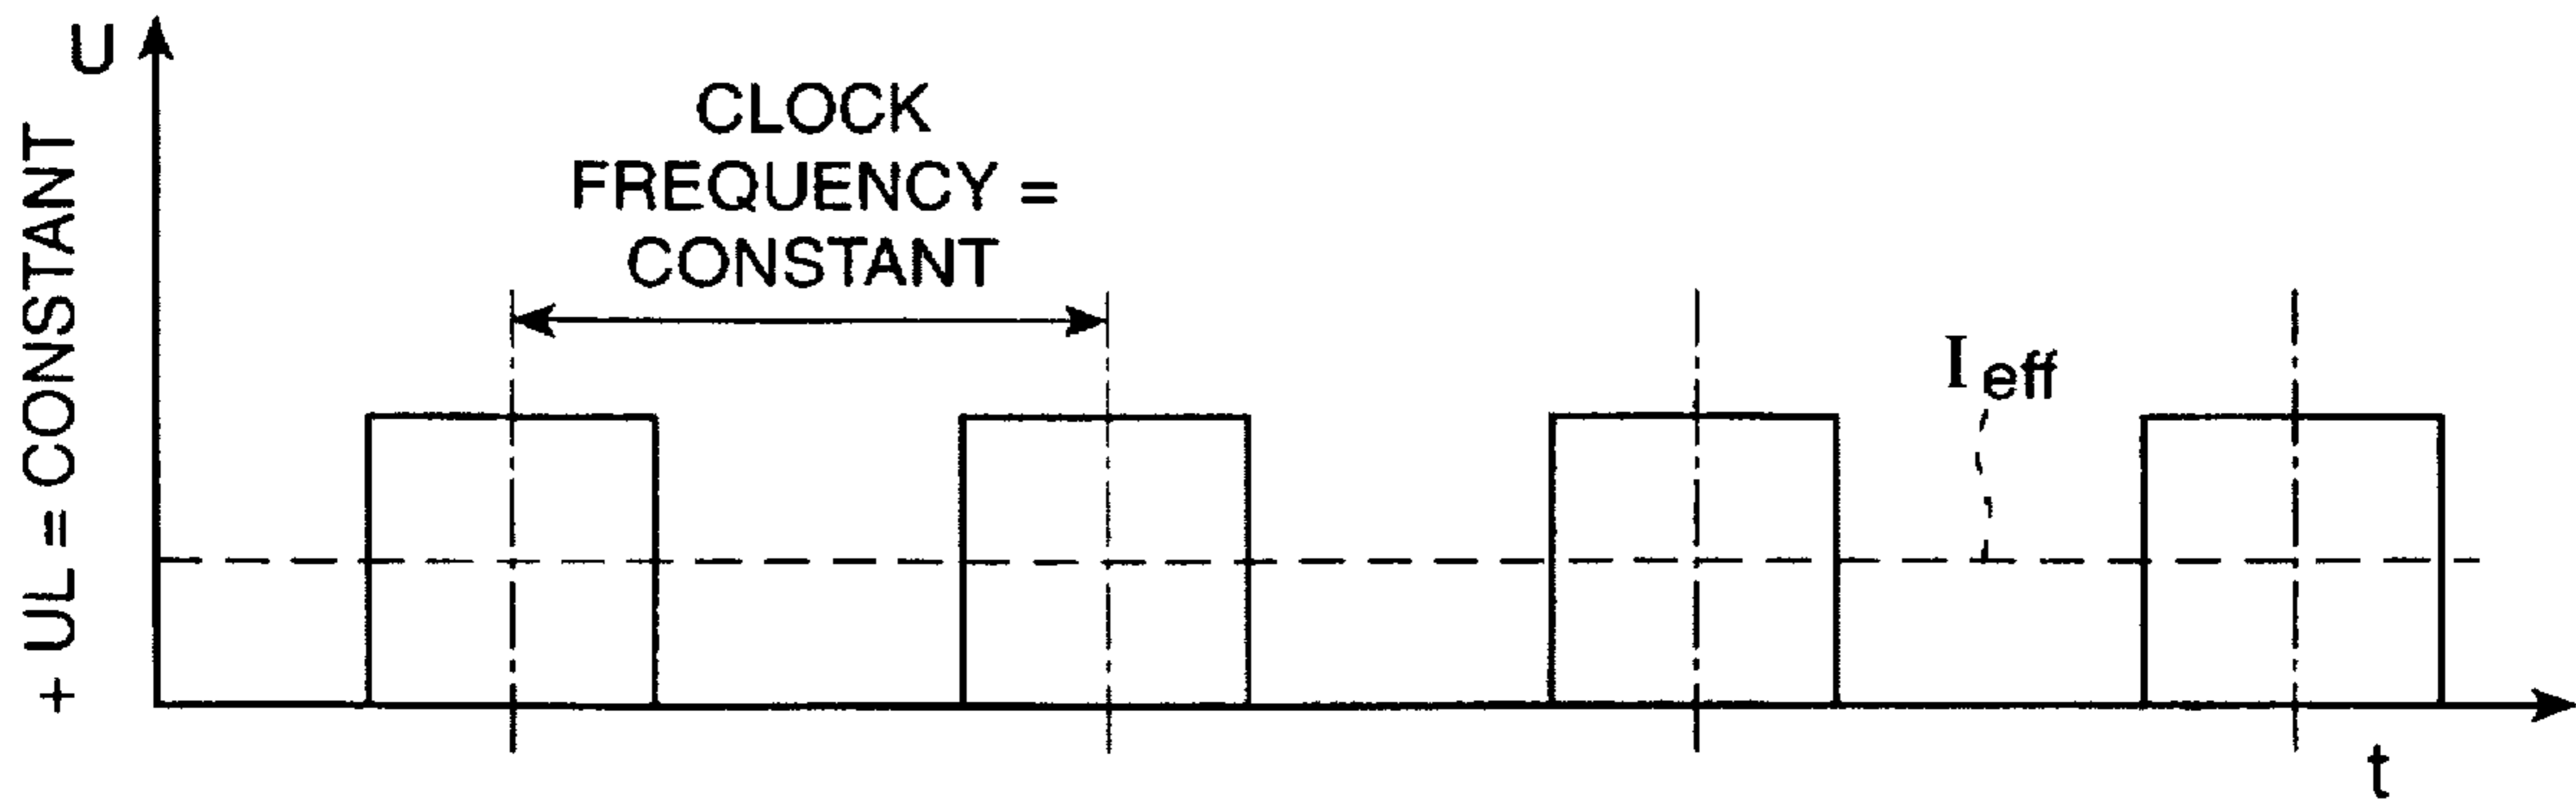 U
+ UL = CONSTANT
CLOCK
FREQUENCY =
CONSTANT
I eff
t